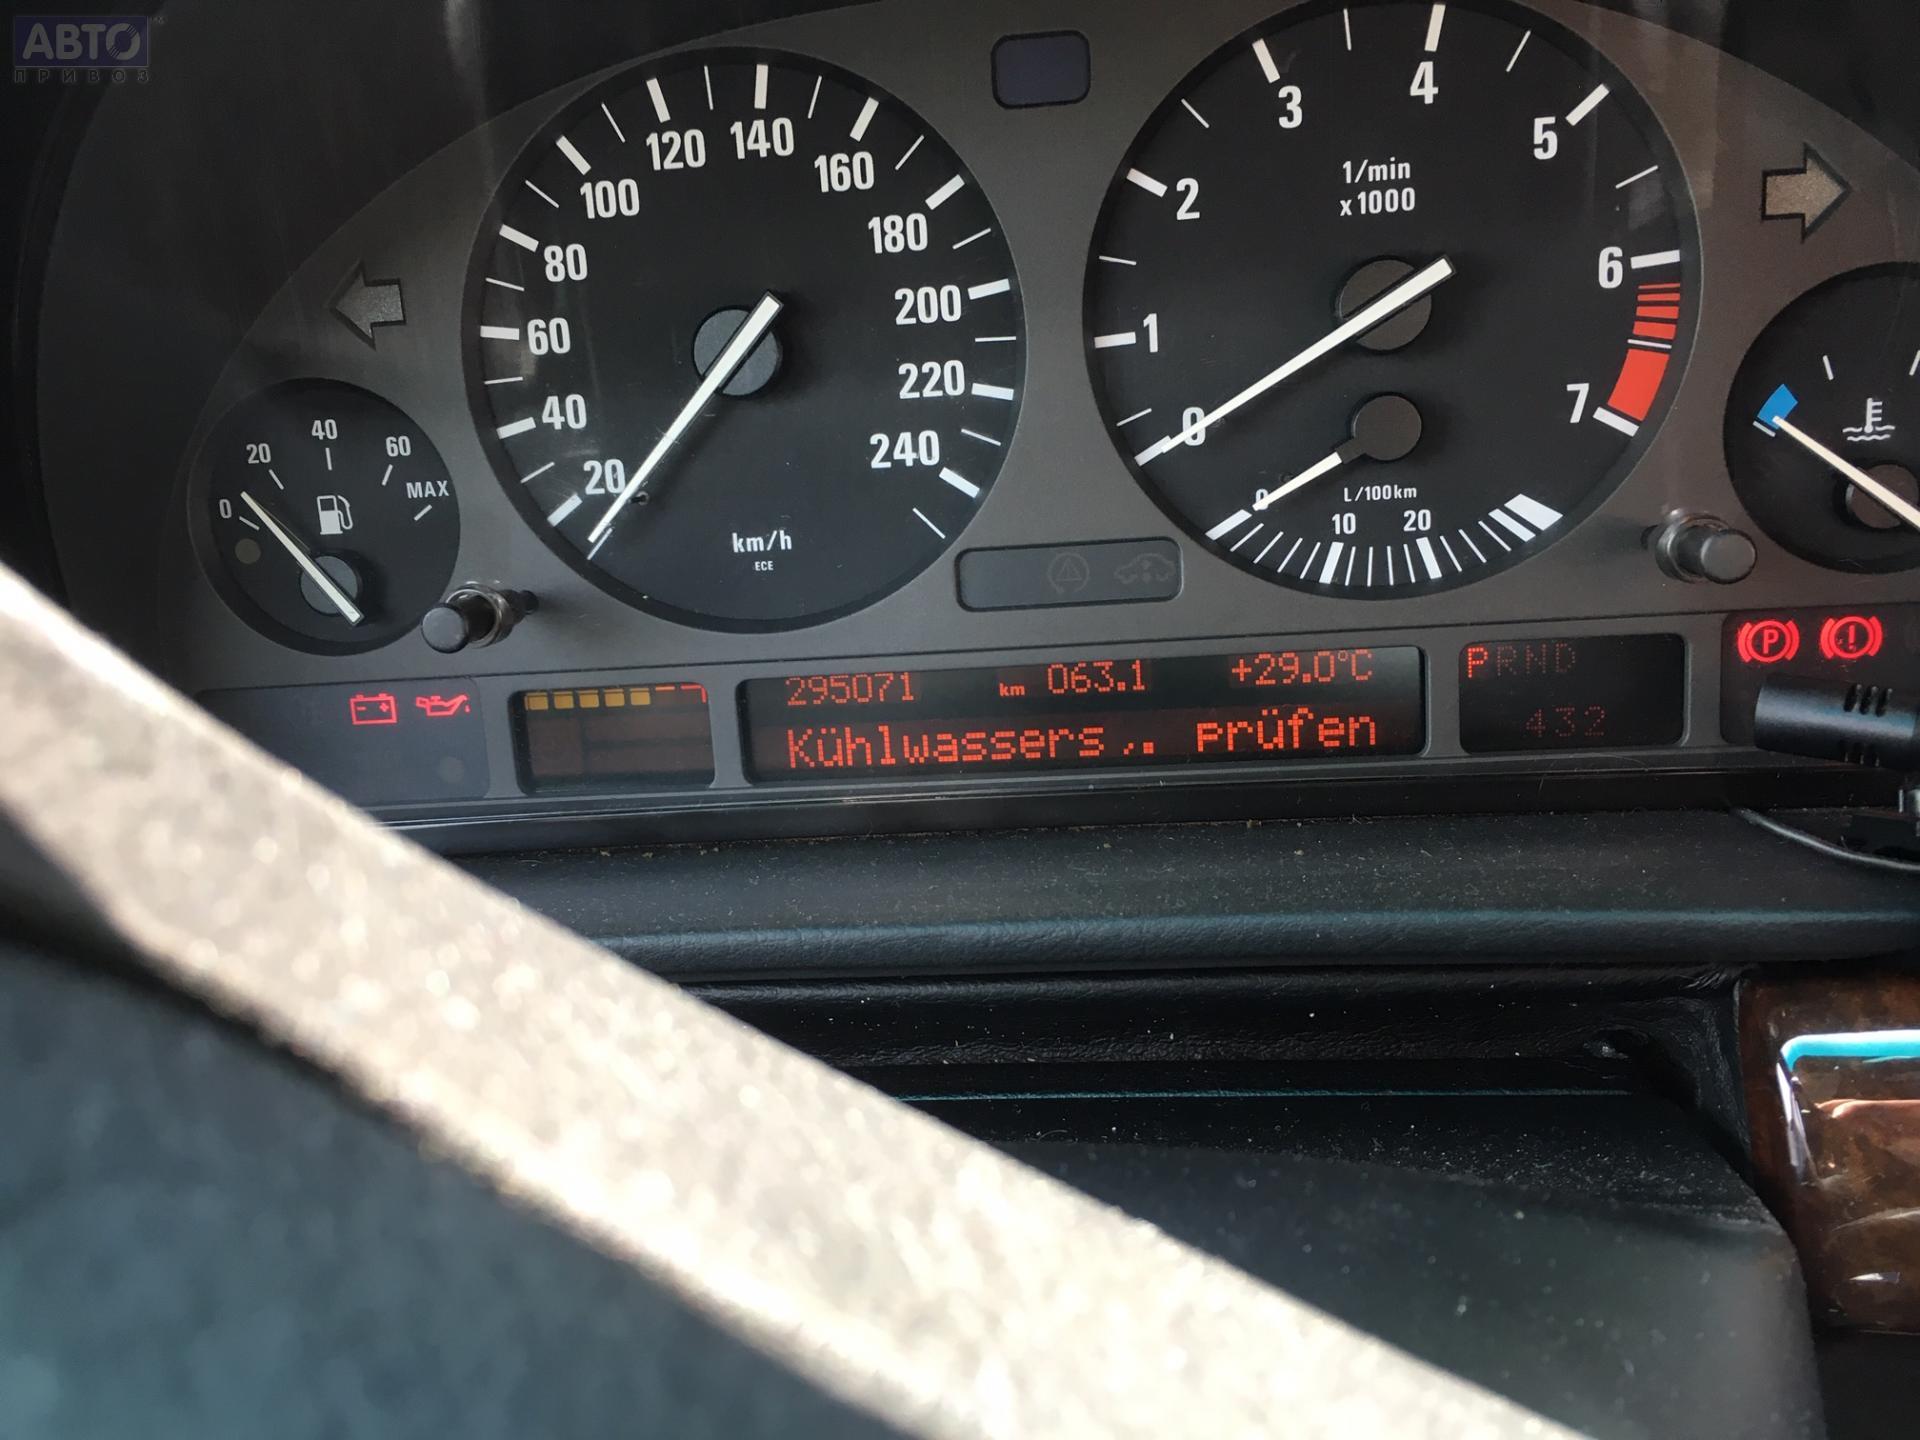 АВТО
ПРИВОЗ
0 20 40 60 MAX
20 40 60 80 100 120 140 160 180 200 220 240
km/h
ECE
0 1 2 3 4 5 6 7
1/min
x 1000
0 10 20
L/100km
295071 km 063.1 +29.0°C
Kühlwassers.. prüfen
PRND
432
P
!